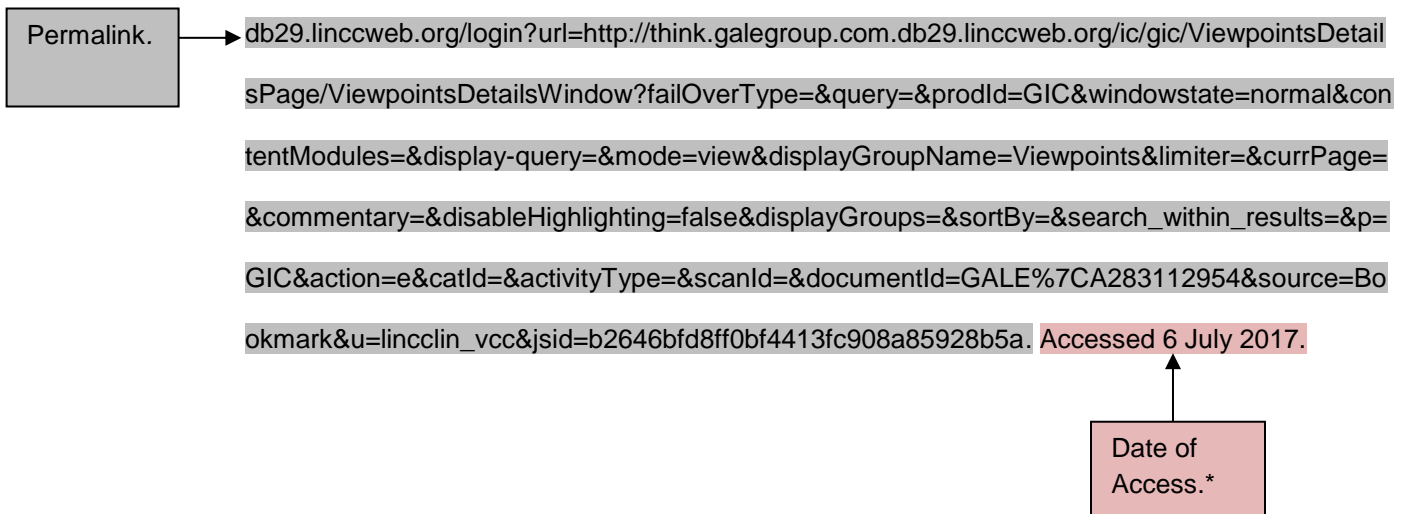 Permalink.
db29.linccweb.org/login?url=http://think.galegroup.com.db29.linccweb.org/ic/gic/ViewpointsDetail
sPage/ViewpointsDetailsWindow?failOverType=&query=&prodId=GIC&windowstate=normal&con
tentModules=&display-query=&mode=view&displayGroupName=Viewpoints&limiter=&currPage=
&commentary=&disableHighlighting=false&displayGroups=&sortBy=&search_within_results=&p=
GIC&action=e&catId=&activityType=&scanId=&documentId=GALE%7CA283112954&source=Bo
okmark&u=lincclin_vcc&jsid=b2646bfd8ff0bf4413fc908a85928b5a. Accessed 6 July 2017.
Date of
Access.*